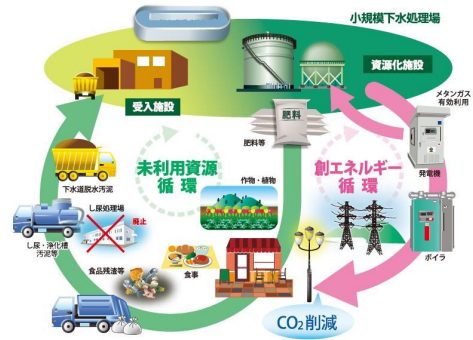 小規模下水処理場
資源化施設
受入施設
メタンガス
有効利用
肥料
肥料等
発電機
未利用資源
循環
創エネルギー
循環
下水道脱水汚泥
作物・植物
し尿処理場
廃止
し尿・浄化槽
汚泥等
食事
食品残渣等
ボイラ
CO2削減